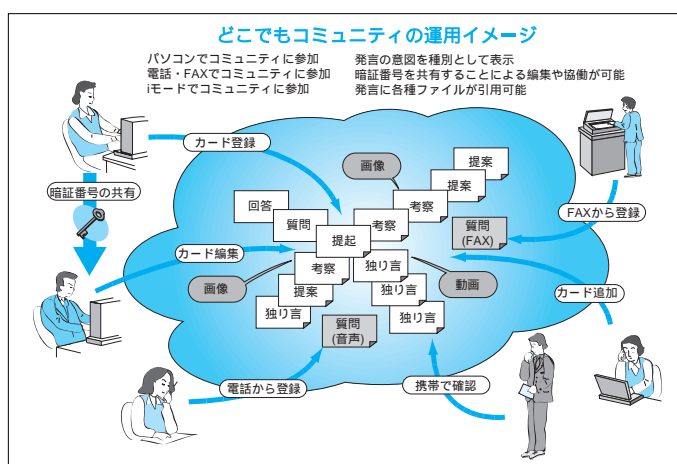 どこでもコミュニティの運用イメージ
パソコンでコミュニティに参加
電話・FAXでコミュニティに参加
iモードでコミュニティに参加
発言の意図を種別として表示
暗証番号を共有することによる編集や協働が可能
発言に各種ファイルが引用可能
カード登録
暗証番号の共有
カード編集
電話から登録
携帯で確認
カード追加
FAXから登録
画像
提案
提案
考察
考察
回答
質問
提起
質問
(FAX)
画像
考察
提案
独り言
独り言
独り言
独り言
動画
質問
(音声)